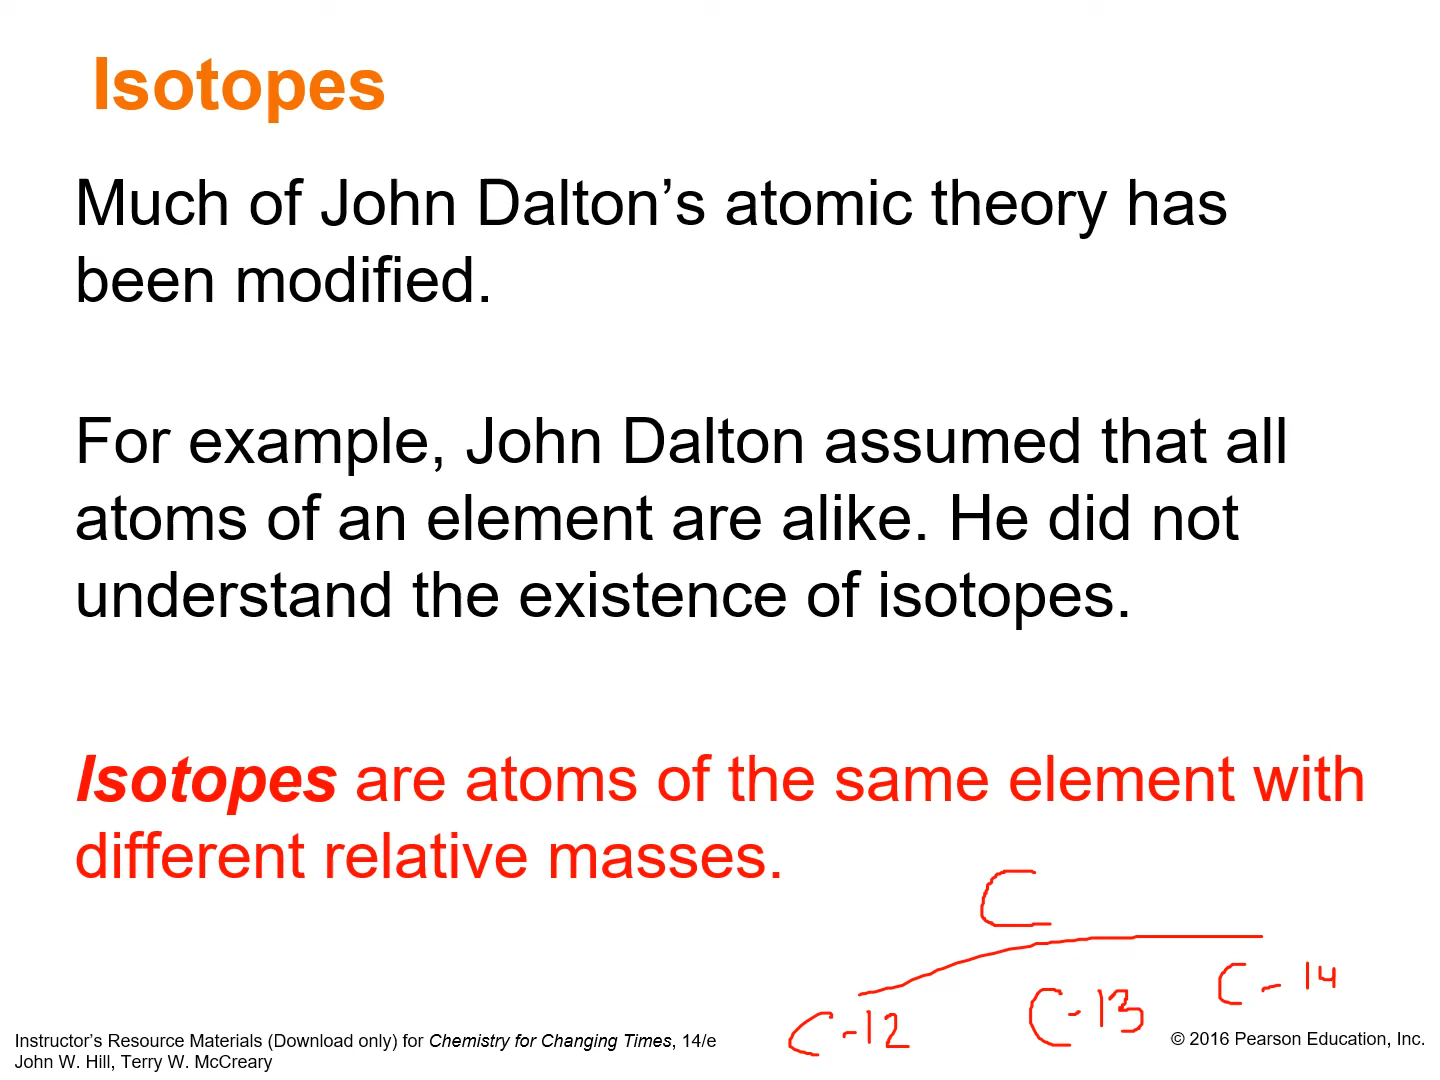 Isotopes
Much of John Dalton’s atomic theory has
been modified.
For example, John Dalton assumed that all
atoms of an element are alike. He did not
understand the existence of isotopes.
Isotopes are atoms of the same element with
different relative masses.
C
C-12 C-13 C-14
Instructor’s Resource Materials (Download only) for Chemistry for Changing Times, 14/e
John W. Hill, Terry W. McCreary
© 2016 Pearson Education, Inc.